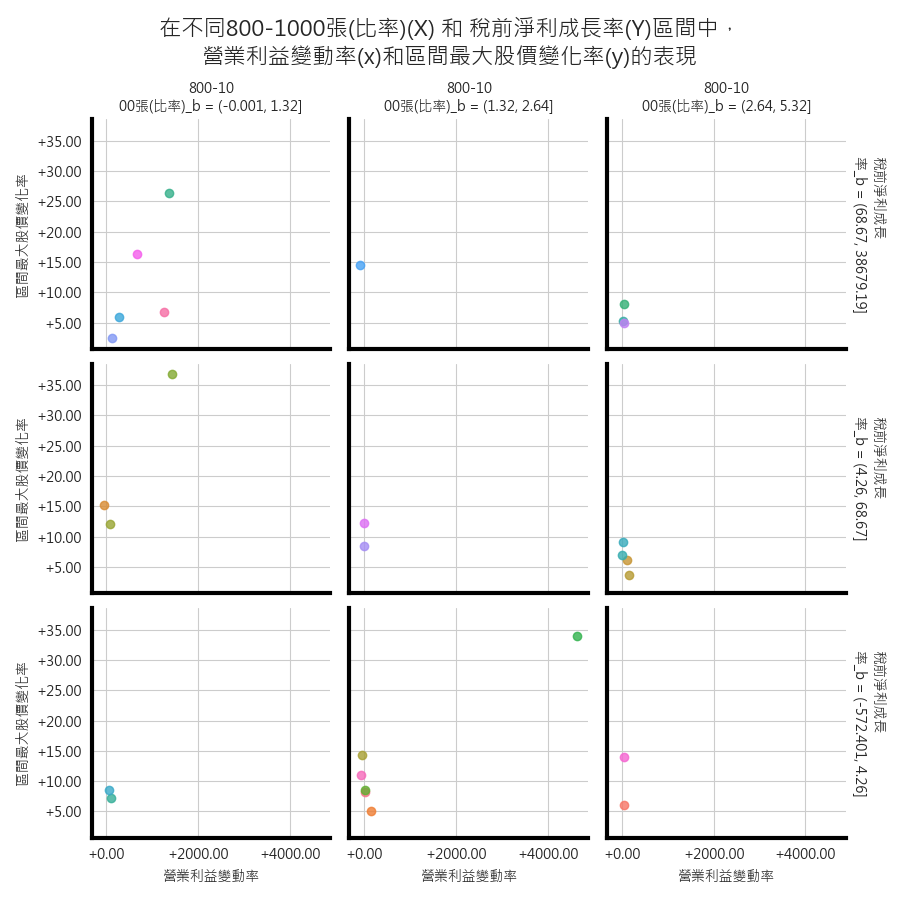 在不同800-1000張(比率)(X) 和 稅前淨利成長率(Y)區間中，
營業利益變動率(x)和區間最大股價變化率(y)的表現
800-10
00張(比率)_b = (-0.001, 1.32]
800-10
00張(比率)_b = (1.32, 2.64]
800-10
00張(比率)_b = (2.64, 5.32]
+35.00
+30.00
+25.00
+20.00
+15.00
+10.00
+5.00
區間最大股價變化率
稅前淨利成長
率_b = (68.67, 38679.19]
+35.00
+30.00
+25.00
+20.00
+15.00
+10.00
+5.00
區間最大股價變化率
稅前淨利成長
率_b = (4.26, 68.67]
+35.00
+30.00
+25.00
+20.00
+15.00
+10.00
+5.00
區間最大股價變化率
稅前淨利成長
率_b = (-572.401, 4.26]
+0.00 +2000.00 +4000.00
+0.00 +2000.00 +4000.00
+0.00 +2000.00 +4000.00
營業利益變動率
營業利益變動率
營業利益變動率